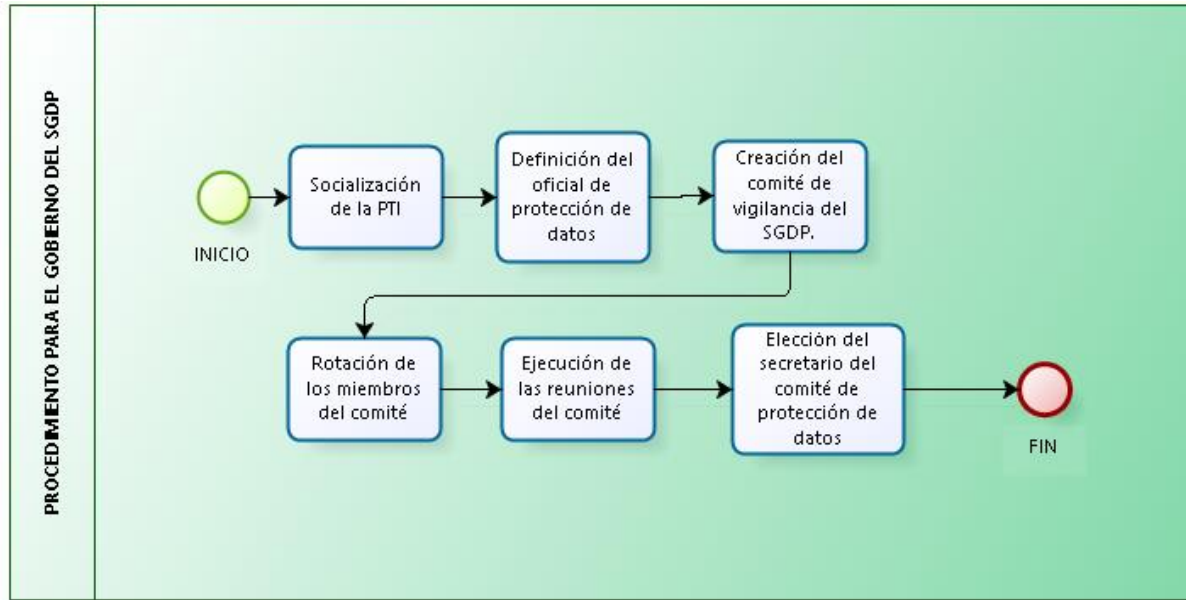 PROCEDIMIENTO PARA EL GOBIERNO DEL SGDP
INICIO
Socialización
de la PTI
Definición del
oficial de
protección de
datos
Creación del
comité de
vigilancia del
SGDP.
Rotación de
los miembros
del comité
Ejecución de
las reuniones
del comité
Elección del
secretario del
comité de
protección de
datos
FIN